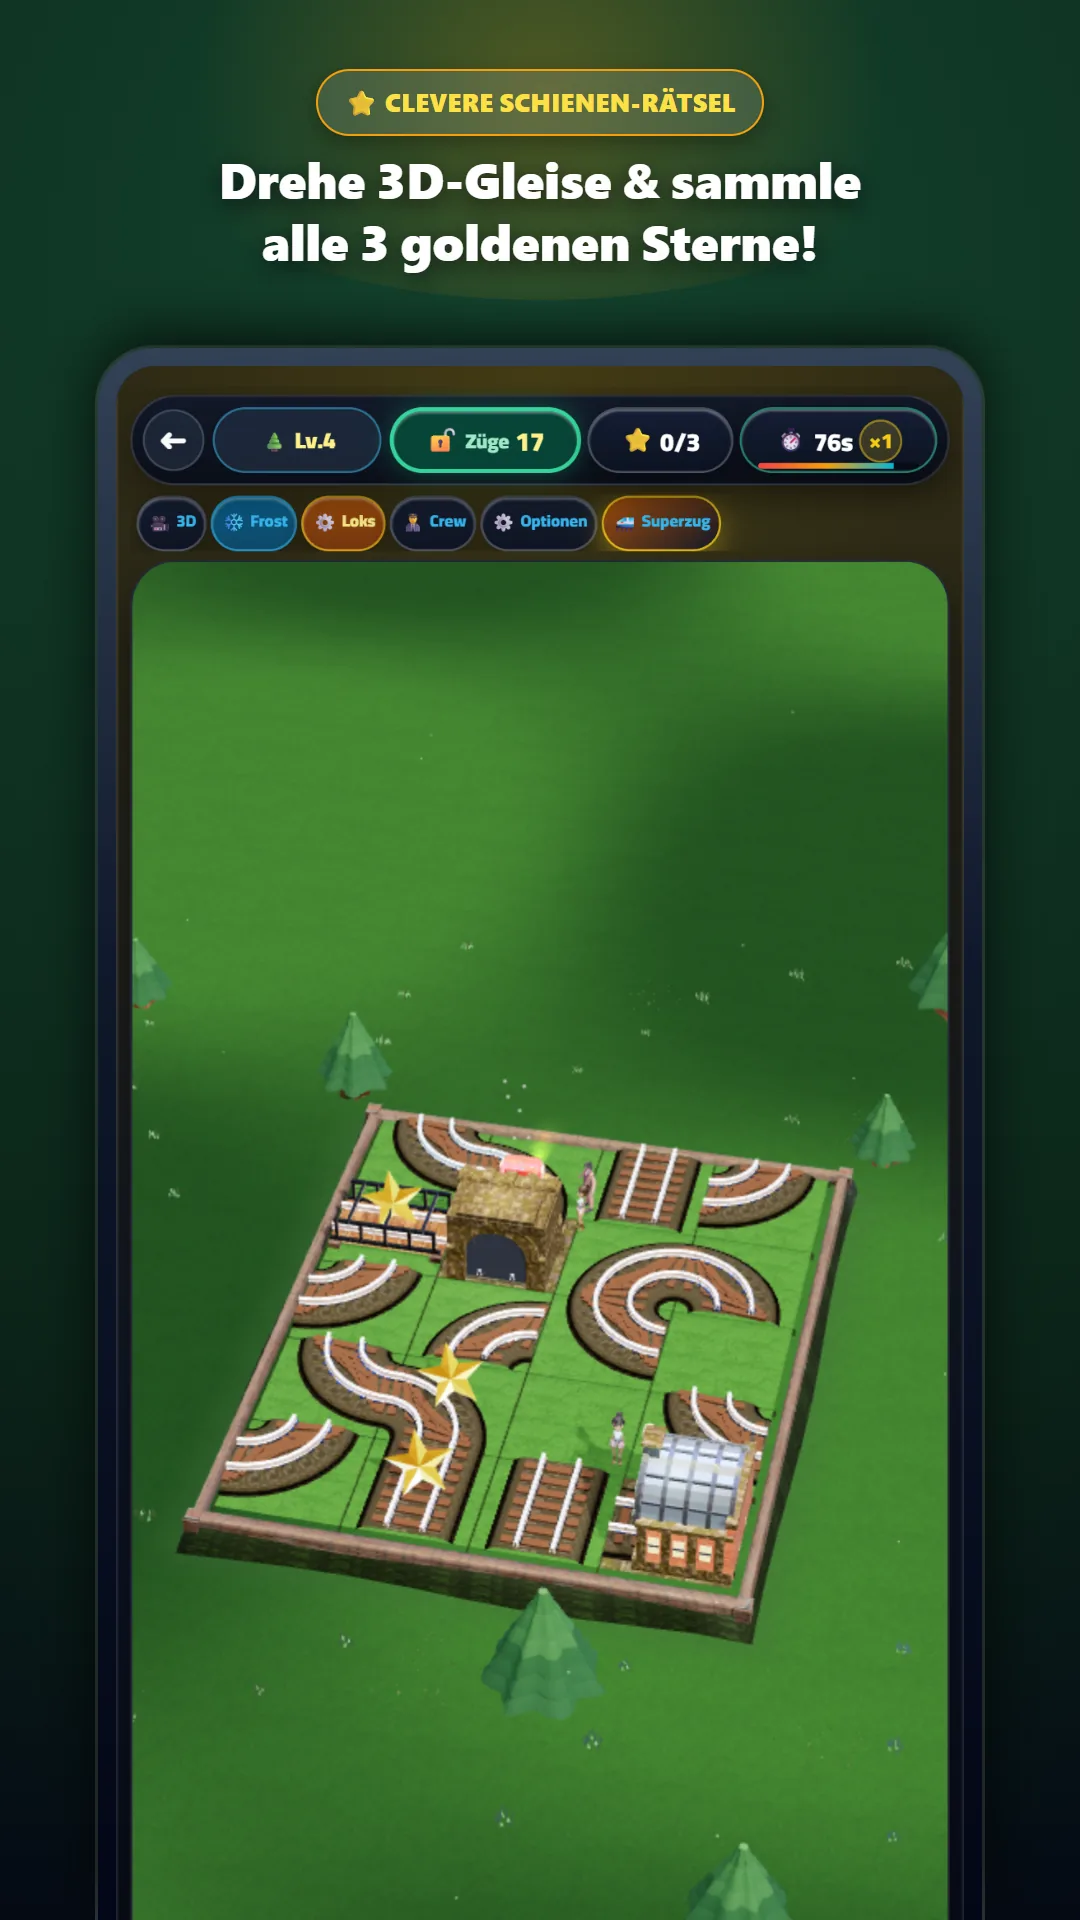 CLEVERE SCHIENEN-RÄTSEL
Drehe 3D-Gleise & sammle
alle 3 goldenen Sterne!
Lv.4
Züge 17
0/3
76s ×1
3D
Frost
Loks
Crew
Optionen
Superzug